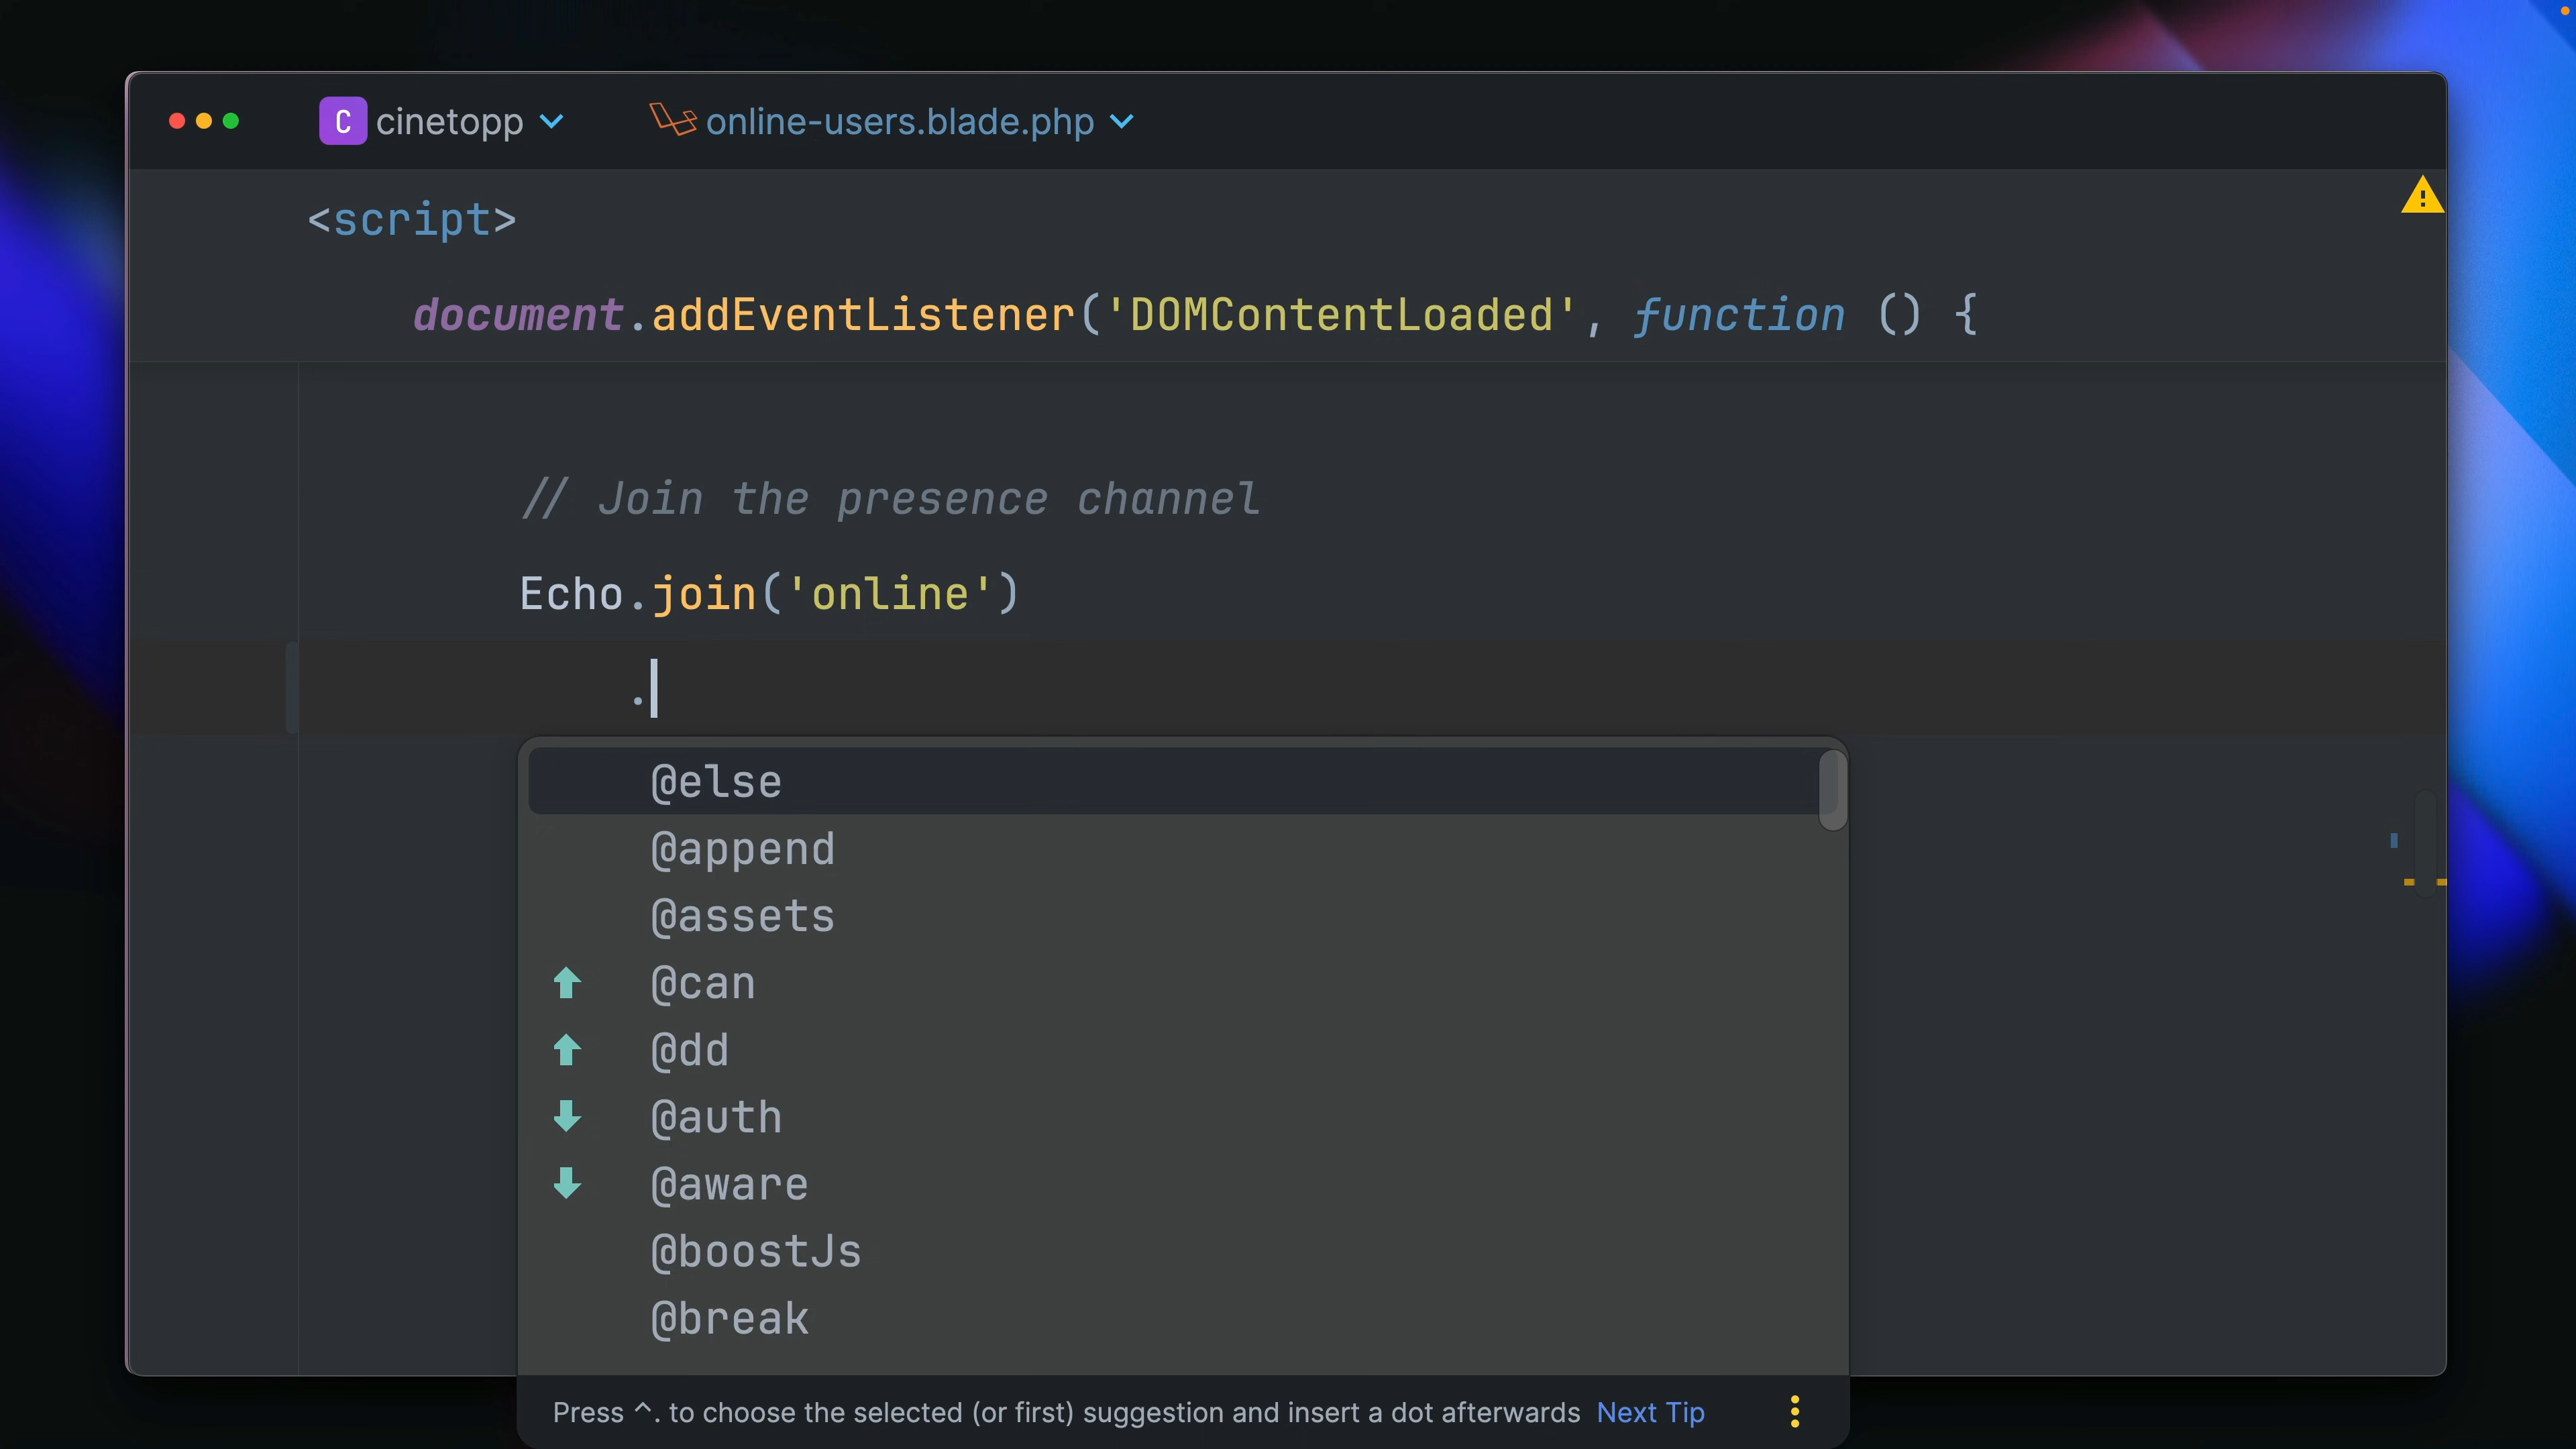 C cinetopp online-users.blade.php
<script>
document.addEventListener('DOMContentLoaded', function () {
// Join the presence channel
Echo.join('online')
.
@else
@append
@assets
@can
@dd
@auth
@aware
@boostJs
@break
Press ^. to choose the selected (or first) suggestion and insert a dot afterwards Next Tip